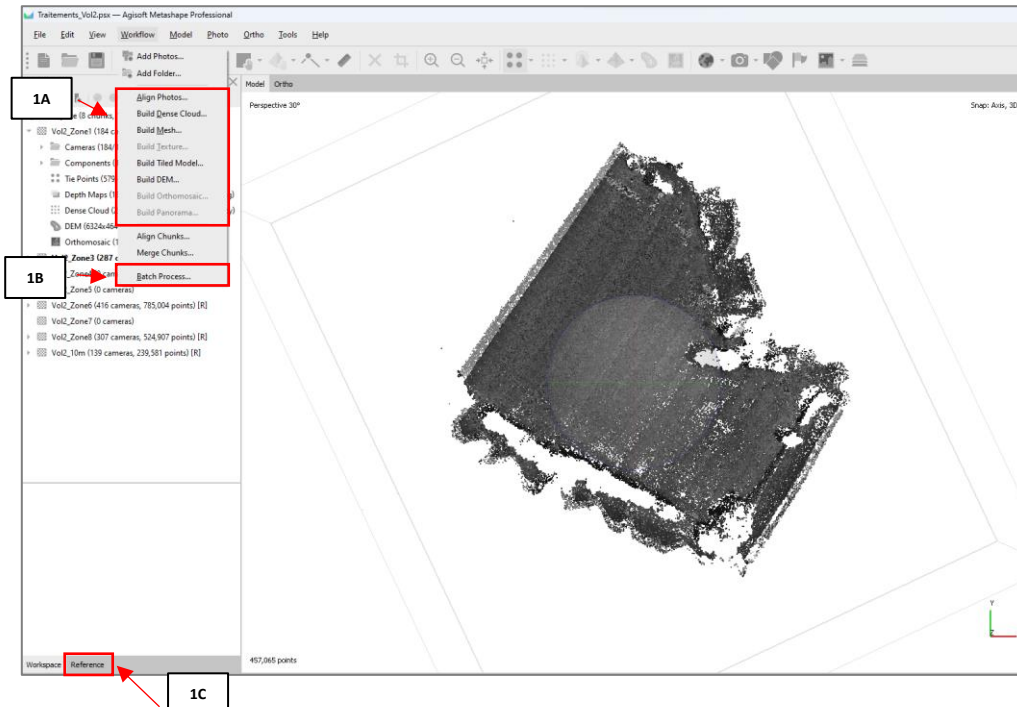 Traitements_Vol2.psx — Agisoft Metashape Professional
File Edit View Workflow Model Photo Ortho Tools Help
Add Photos...
Add Folder...
Model Ortho
1A
Align Photos...
Perspective 30°
Snap: Axis, 3D
(8 chunks,
Build Dense Cloud...
Vol2_Zone1 (184
Build Mesh...
Cameras (184/
Build Texture...
Components
Build Tiled Model...
Tie Points (579
Build DEM...
Depth Maps (1
Build Orthomosaic...
Dense Cloud
Build Panorama...
DEM (6324x464
Align Chunks...
Orthomosaic (1
Merge Chunks...
Zone3 (287
1B
Batch Process...
Zone5 (0 cameras)
Vol2_Zone6 (416 cameras, 785,004 points) [R]
Vol2_Zone7 (0 cameras)
Vol2_Zone8 (307 cameras, 524,907 points) [R]
Vol2_10m (139 cameras, 239,581 points) [R]
Y
Workspace Reference
457,065 points
1C